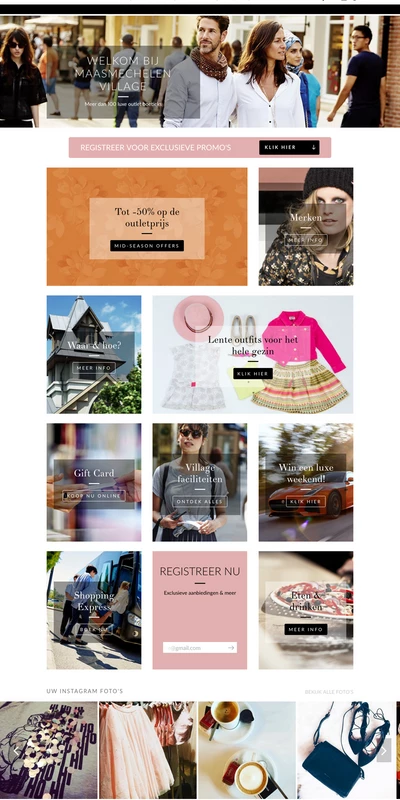 WELKOM BIJ
MAASMECHELEN
VILLAGE
Meer dan 100 luxe outlet boetieks
REGISTREER VOOR EXCLUSIEVE PROMO'S
KLIK HIER
Tot -50% op de
outletprijs
MID-SEASON OFFERS
Merken
MEER INFO
Waar & hoe?
MEER INFO
Lente outfits voor het
hele gezin
KLIK HIER
Gift Card
KOOP NU ONLINE
Village
faciliteiten
ONTDEK ALLES
Win een luxe
weekend!
KLIK HIER
Shopping
Express
BOEK NU
REGISTREER NU
Exclusieve aanbiedingen & meer
@gmail.com
Eten &
drinken
MEER INFO
UW INSTAGRAM FOTO'S
BEKIJK ALLE FOTO'S